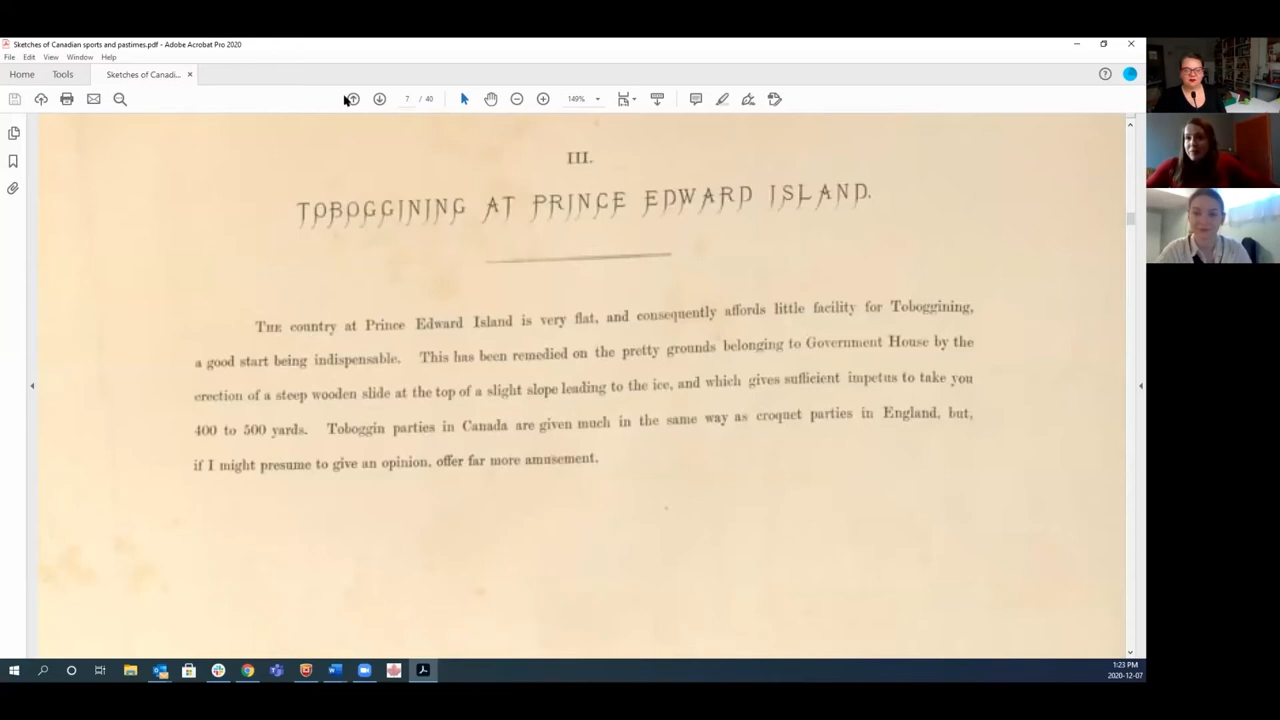 Sketches of Canadian sports and pastimes.pdf - Adobe Acrobat Pro 2020
File Edit View Window Help
Home Tools Sketches of Canadi... ×
7 / 40 149%
III.
TOBOGGINING AT PRINCE EDWARD ISLAND.
THE country at Prince Edward Island is very flat, and consequently affords little facility for Toboggining,
a good start being indispensable. This has been remedied on the pretty grounds belonging to Government House by the
erection of a steep wooden slide at the top of a slight slope leading to the ice, and which gives sufficient impetus to take you
400 to 500 yards. Toboggin parties in Canada are given much in the same way as croquet parties in England, but,
if I might presume to give an opinion, offer far more amusement.
1:23 PM
2020-12-07